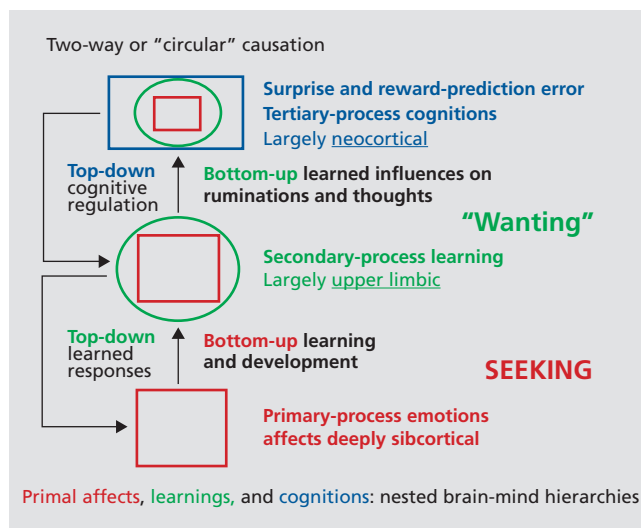 Two-way or “circular” causation
Surprise and reward-prediction error
Tertiary-process cognitions
Largely neocortical
Top-down
cognitive
regulation
Bottom-up learned influences on
ruminations and thoughts
“Wanting”
Secondary-process learning
Largely upper limbic
Top-down
learned
responses
Bottom-up learning
and development
SEEKING
Primary-process emotions
affects deeply sibcortical
Primal affects, learnings, and cognitions: nested brain-mind hierarchies